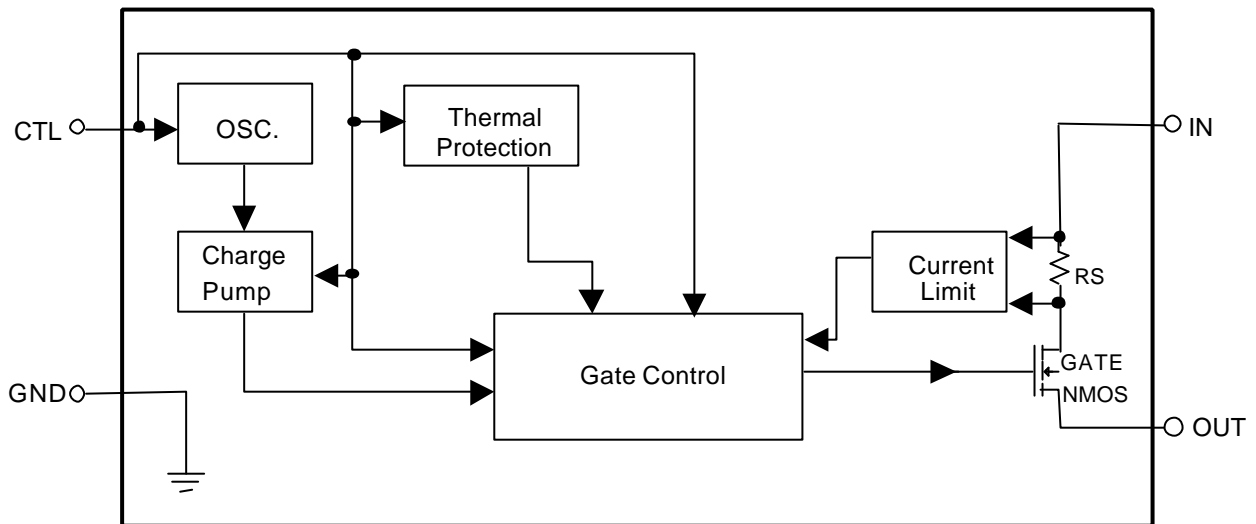 CTL
OSC.
Thermal
Protection
IN
Charge
Pump
Current
Limit
RS
Gate Control
GATE
NMOS
GND
OUT